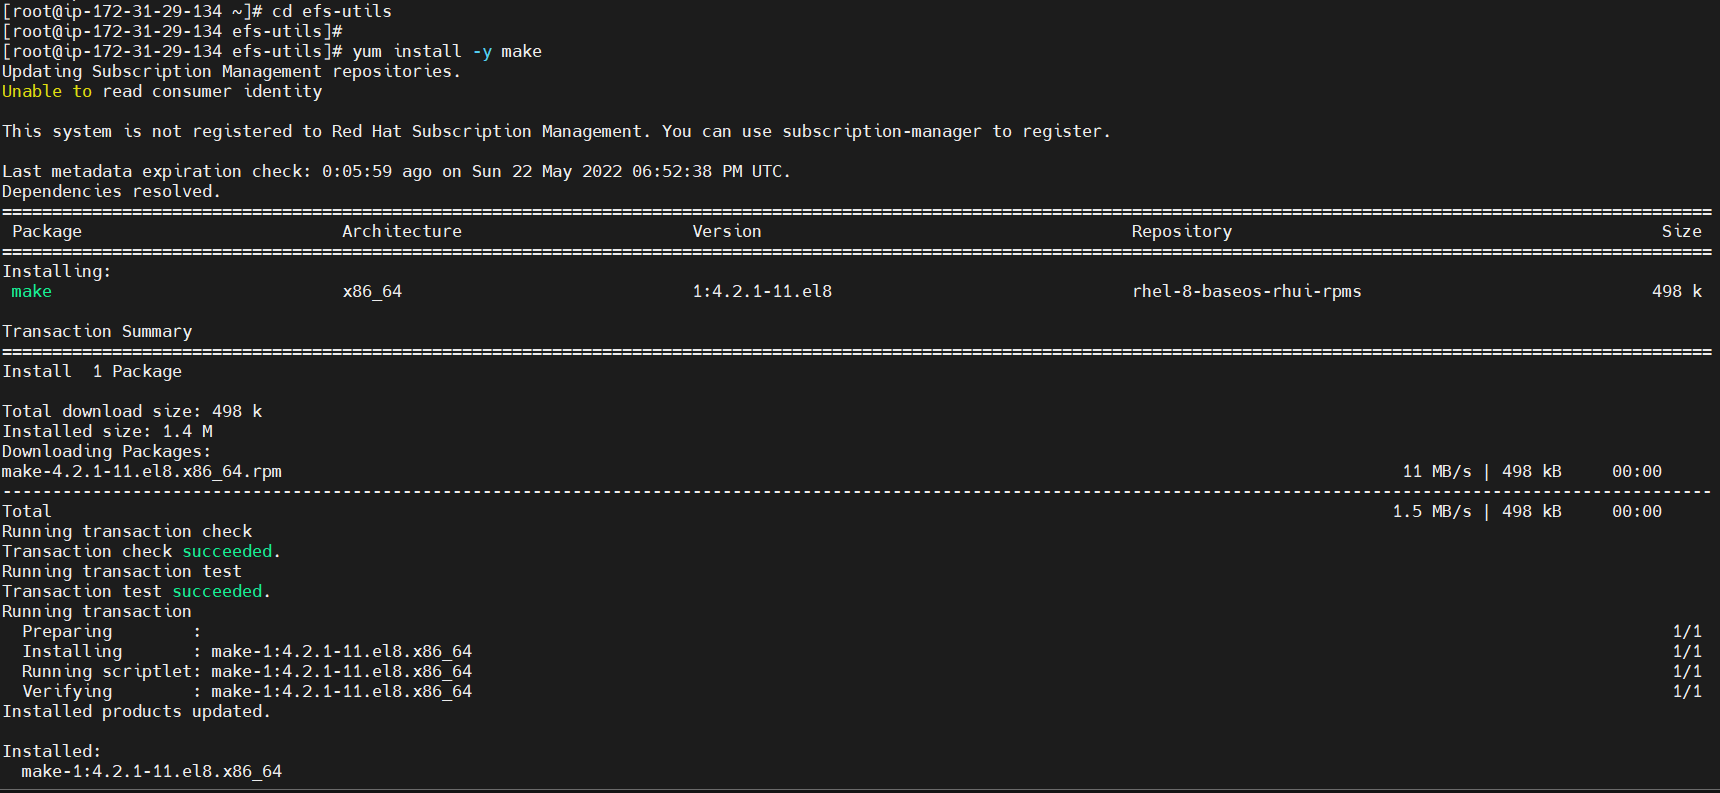 [root@ip-172-31-29-134 ~]# cd efs-utils
[root@ip-172-31-29-134 efs-utils]#
[root@ip-172-31-29-134 efs-utils]# yum install -y make
Updating Subscription Management repositories.
Unable to read consumer identity
This system is not registered to Red Hat Subscription Management. You can use subscription-manager to register.
Last metadata expiration check: 0:05:59 ago on Sun 22 May 2022 06:52:38 PM UTC.
Dependencies resolved.
Package Architecture Version Repository Size
Installing:
make x86_64 1:4.2.1-11.el8 rhel-8-baseos-rhui-rpms 498 k
Transaction Summary
Install  1 Package
Total download size: 498 k
Installed size: 1.4 M
Downloading Packages:
make-4.2.1-11.el8.x86_64.rpm 11 MB/s | 498 kB 00:00
Total 1.5 MB/s | 498 kB 00:00
Running transaction check
Transaction check succeeded.
Running transaction test
Transaction test succeeded.
Running transaction
Preparing : 1/1
Installing : make-1:4.2.1-11.el8.x86_64 1/1
Running scriptlet: make-1:4.2.1-11.el8.x86_64 1/1
Verifying : make-1:4.2.1-11.el8.x86_64 1/1
Installed products updated.
Installed:
make-1:4.2.1-11.el8.x86_64